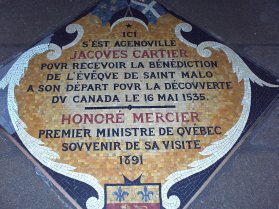 ICI
S'EST AGENOVILLÉ
JACQVES CARTIER
POVR RECEVOIR LA BÉNÉDICTION
DE L'ÉVÊQVE DE SAINT MALO
A SON DÉPART POVR LA DÉCOVVERTE
DV CANADA LE 16 MAI 1535.
HONORÉ MERCIER
PREMIER MINISTRE DE QVEBEC
SOVVENIR DE SA VISITE
1891